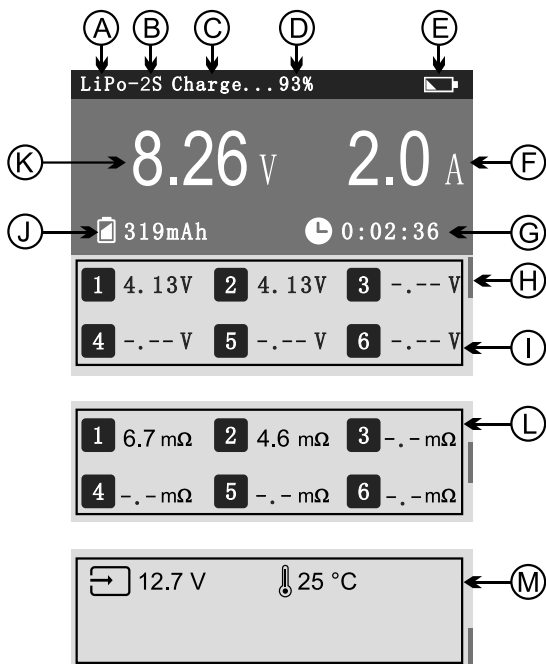 A B C D E
LiPo-2S Charge...93%
K 8.26 V 2.0 A F
J 319mAh 0:02:36 G
1 4.13V 2 4.13V 3 -.-- V H
4 -.-- V 5 -.-- V 6 -.-- V I
1 6.7 mΩ 2 4.6 mΩ 3 -.- mΩ L
4 -.- mΩ 5 -.- mΩ 6 -.- mΩ
12.7 V 25 °C M